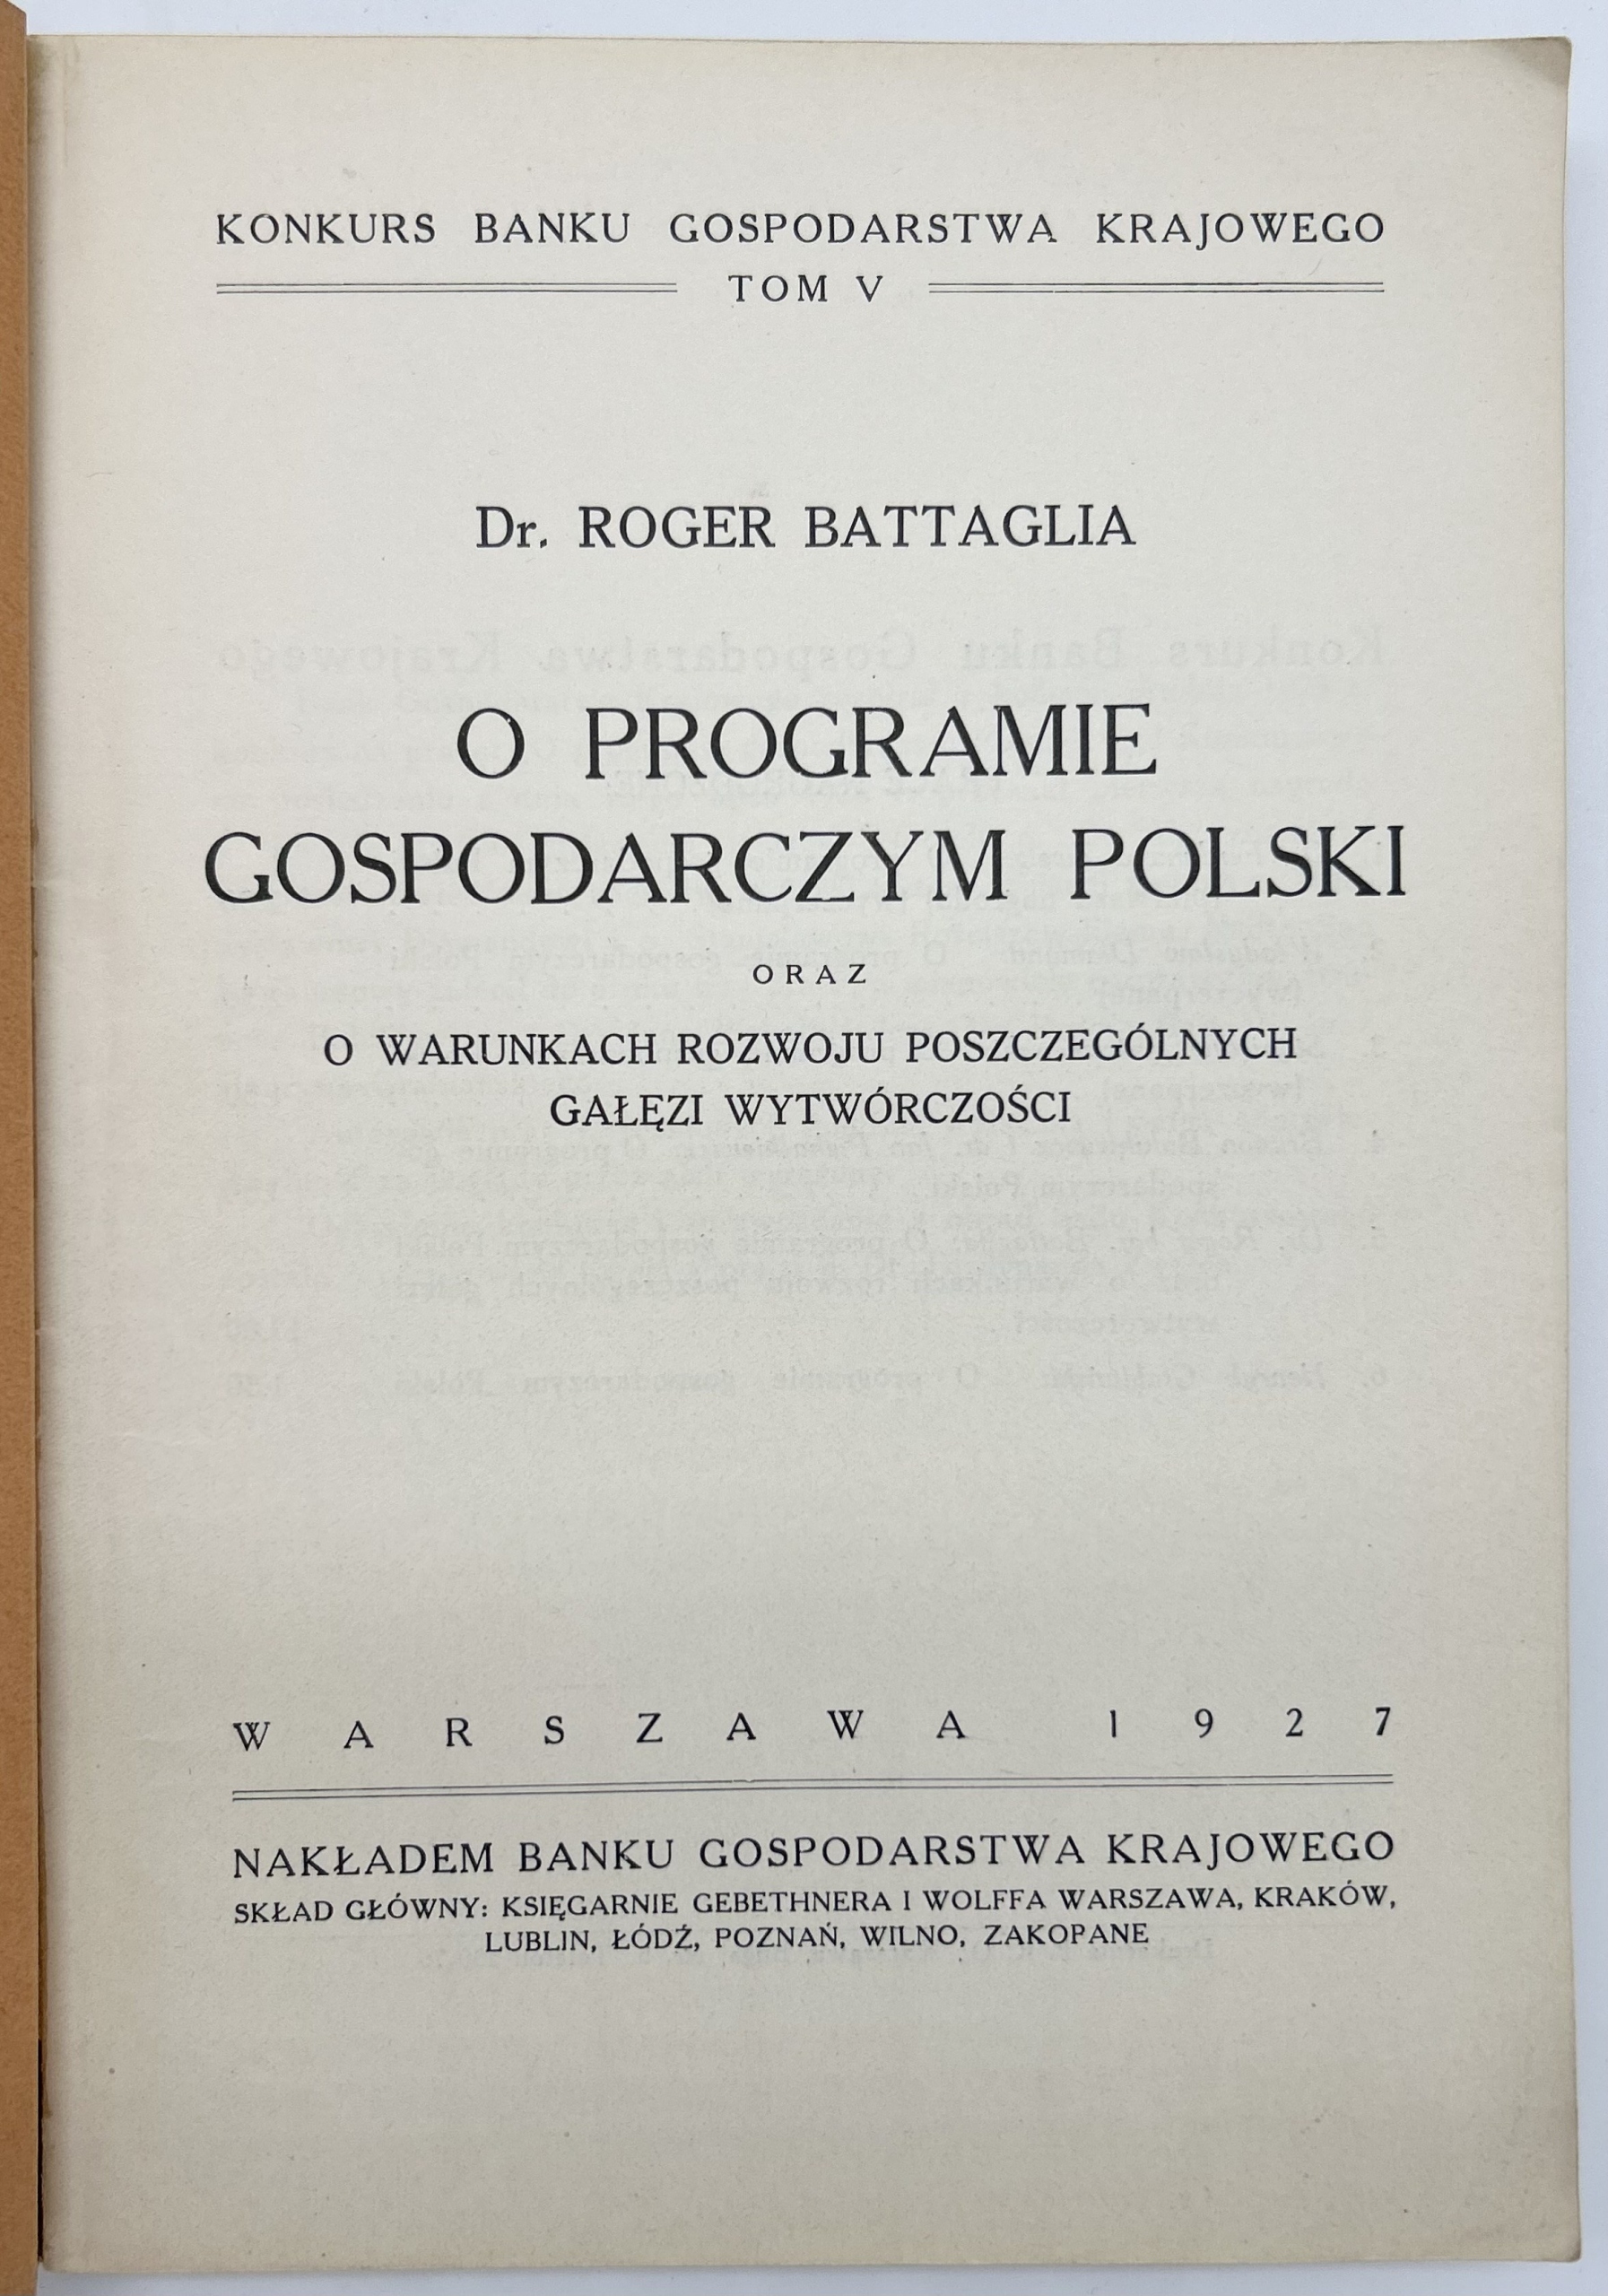 KONKURS BANKU GOSPODARSTWA KRAJOWEGO
TOM V
Dr. ROGER BATTAGLIA
O PROGRAMIE
GOSPODARCZYM POLSKI
ORAZ
O WARUNKACH ROZWOJU POSZCZEGÓLNYCH
GAŁĘZI WYTWÓRCZOŚCI
WARSZAWA 1927
NAKŁADEM BANKU GOSPODARSTWA KRAJOWEGO
SKŁAD GŁÓWNY: KSIĘGARNIE GEBETHNERA I WOLFFA WARSZAWA, KRAKÓW,
LUBLIN, ŁÓDŹ, POZNAŃ, WILNO, ZAKOPANE